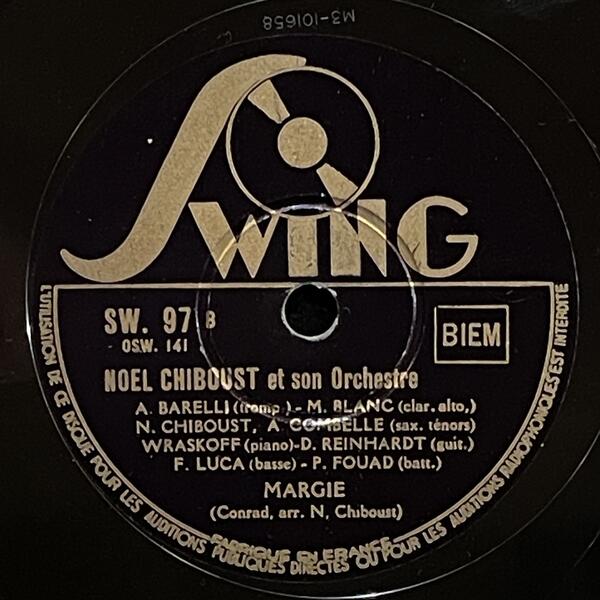 M3-101658
SWING
SW. 97 B
OSW. 141
BIEM
NOEL CHIBOUST et son Orchestre
A. BARELLI (tromp.) - M. BLANC (clar. alto,)
N. CHIBOUST, A. COMBELLE (sax. ténors)
WRASKOFF (piano)-D. REINHARDT (guit.)
F. LUCA (basse) - P. FOUAD (batt.)
MARGIE
(Conrad, arr. N, Chiboust)
FABRIQUÉ EN FRANCE
L'UTILISATION DE CE DISQUE POUR LES AUDITIONS PUBLIQUES DIRECTES OU POUR LES AUDITIONS RADIOPHONIQUES EST INTERDITE